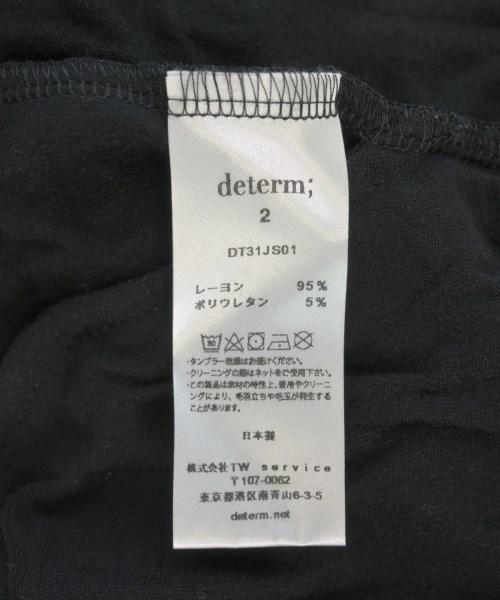 determ;
2
DT31JS01
レーヨン 95%
ポリウレタン 5%
・タンブラー乾燥はお避けください。
・クリーニングの際はネットをご使用下さい。
・この製品は素材の特性上、着用やクリーニ
ングにより、毛羽立ちや毛玉が発生する
ことがあります。
日本製
株式会社TW service
〒107-0062
東京都港区南青山6-3-5
determ.net